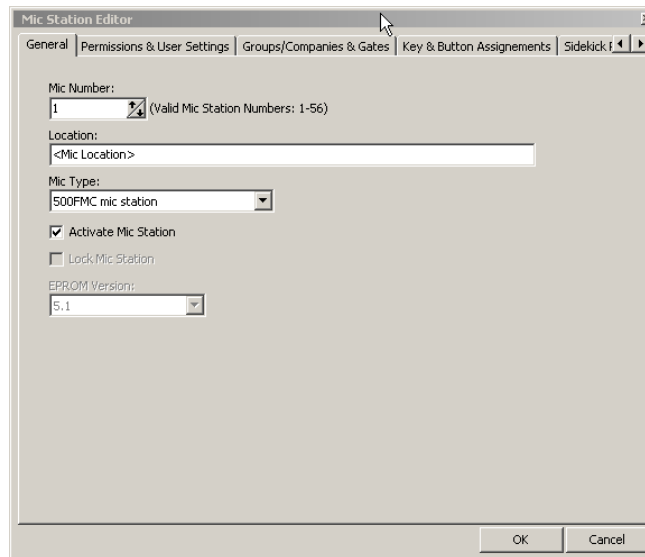 Mic Station Editor
General Permissions & User Settings Groups/Companies & Gates Key & Button Assignements Sidekick
Mic Number:
1 (Valid Mic Station Numbers: 1-56)
Location:
<Mic Location>
Mic Type:
500FMC mic station
Activate Mic Station
Lock Mic Station
EPROM Version:
5.1
OK Cancel